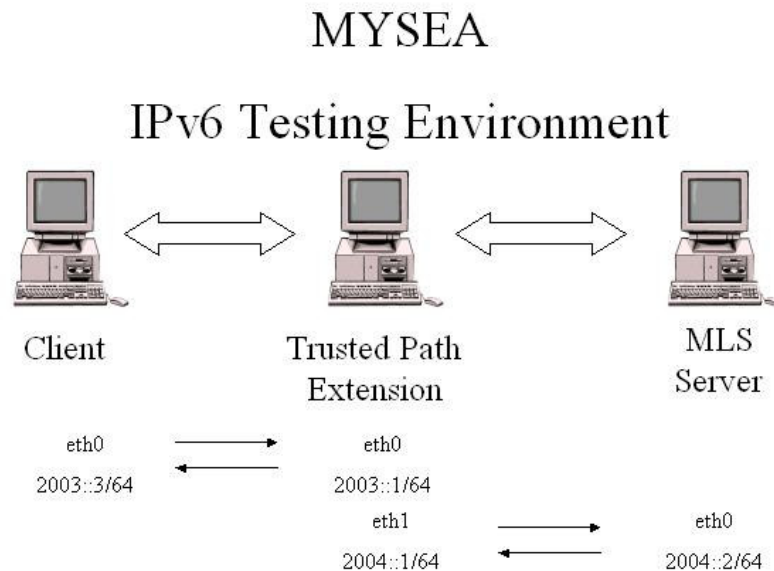 MYSEA
IPv6 Testing Environment
Client
Trusted Path
Extension
MLS
Server
eth0
eth0
2003::3/64
2003::1/64
eth1
eth0
2004::1/64
2004::2/64